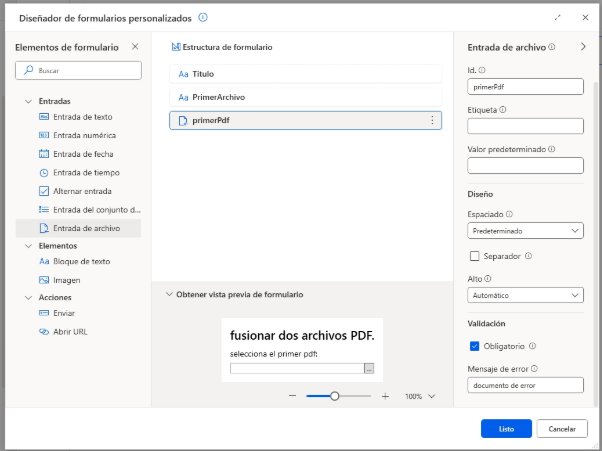 Diseñador de formularios personalizados
Elementos de formulario
Buscar
Entradas
Entrada de texto
Entrada numérica
Entrada de fecha
Entrada de tiempo
Alternar entrada
Entrada del conjunto d...
Entrada de archivo
Elementos
Aa Bloque de texto
Imagen
Acciones
Enviar
Abrir URL
Estructura de formulario
Aa Titulo
Aa PrimerArchivo
primerPdf
Obtener vista previa de formulario
fusionar dos archivos PDF.
selecciona el primer pdf:
...
100%
Entrada de archivo
Id.
primerPdf
Etiqueta
Valor predeterminado
Diseño
Espaciado
Predeterminado
Separador
Alto
Automático
Validación
Obligatorio
Mensaje de error
documento de error
Listo
Cancelar